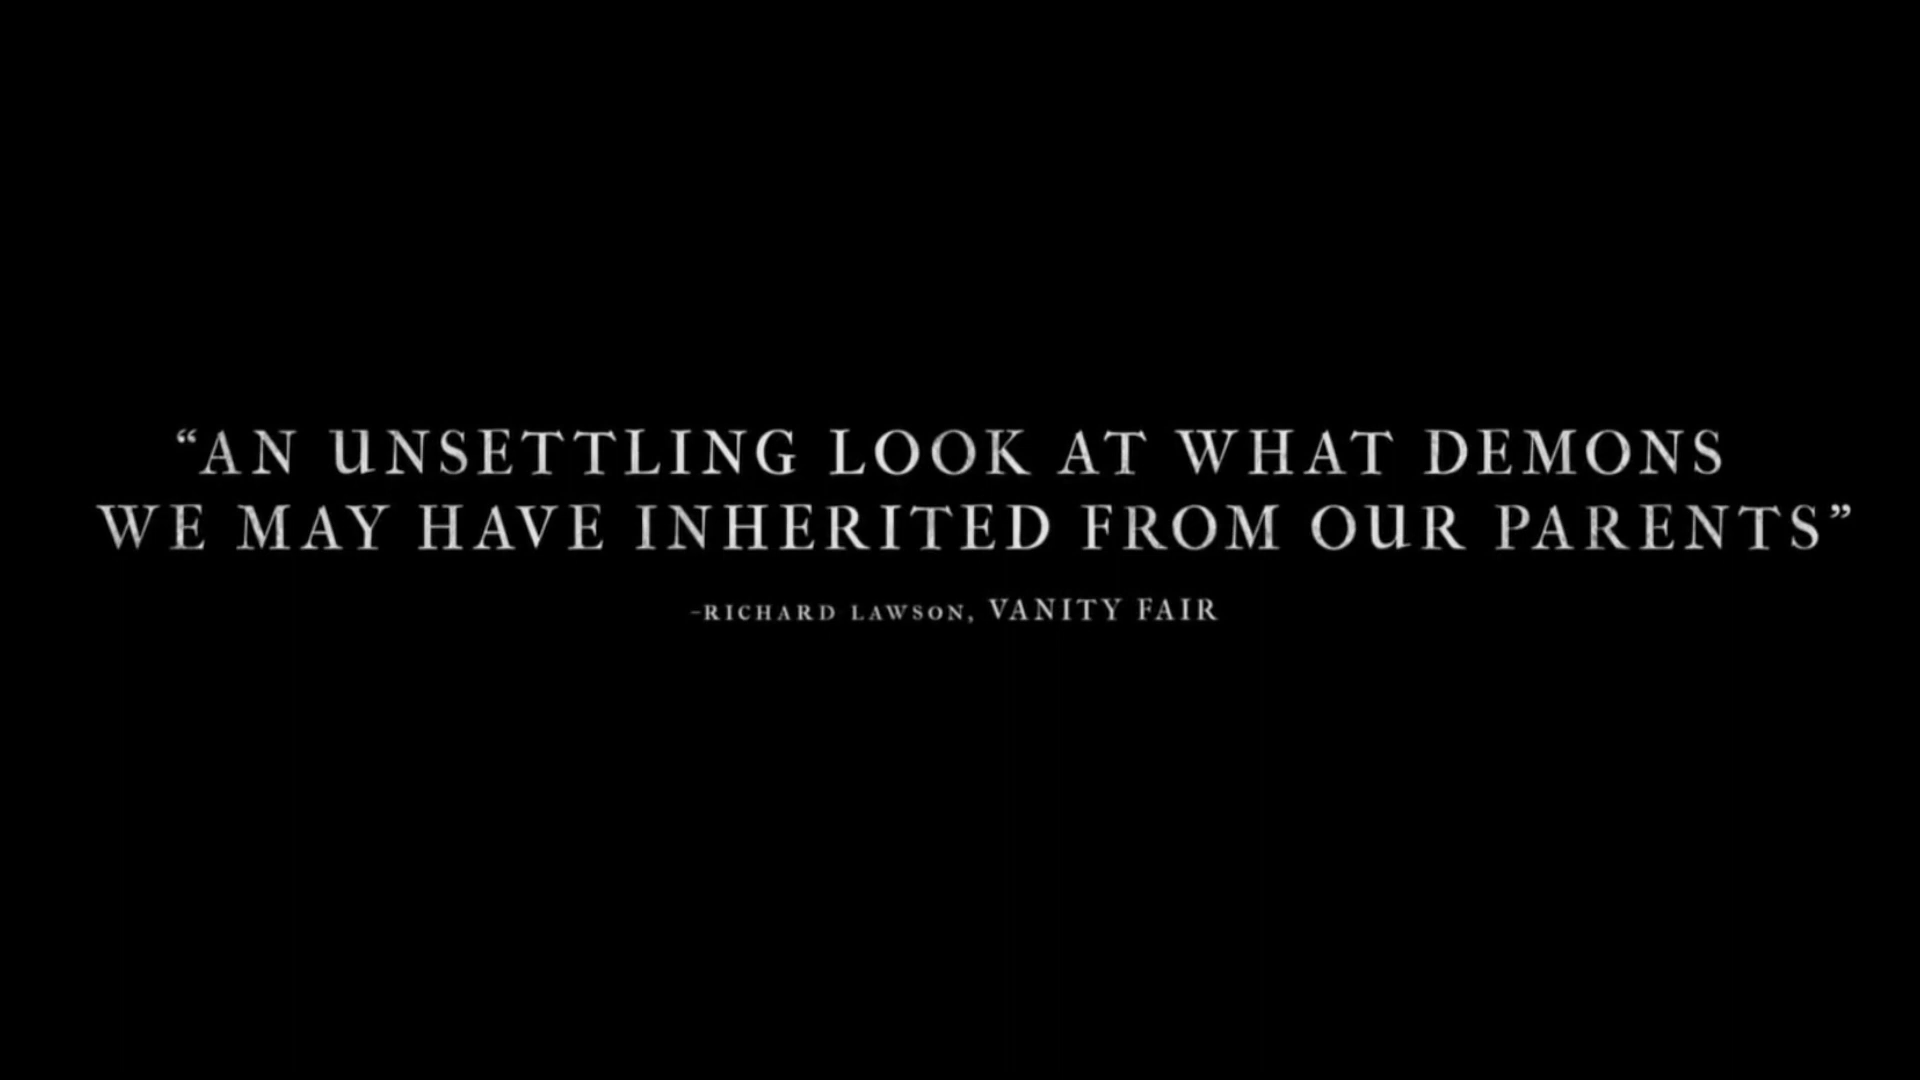 “AN UNSETTLING LOOK AT WHAT DEMONS
WE MAY HAVE INHERITED FROM OUR PARENTS”
-RICHARD LAWSON, VANITY FAIR